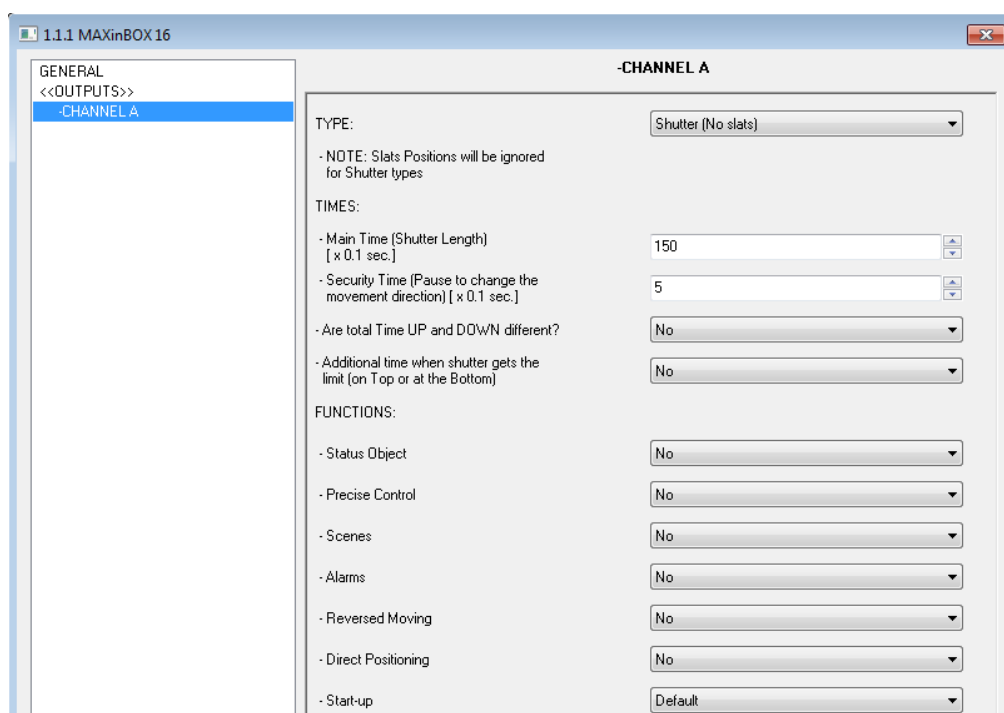 1.1.1 MAXinBOX 16
GENERAL
<<OUTPUTS>>
-CHANNEL A
-CHANNEL A
TYPE:
Shutter (No slats)
- NOTE: Slats Positions will be ignored
for Shutter types
TIMES:
- Main Time (Shutter Length)
[ x 0.1 sec.]
150
- Security Time (Pause to change the
movement direction) [ x 0.1 sec.]
5
- Are total Time UP and DOWN different?
No
- Additional time when shutter gets the
limit (on Top or at the Bottom)
No
FUNCTIONS:
- Status Object
No
- Precise Control
No
- Scenes
No
- Alarms
No
- Reversed Moving
No
- Direct Positioning
No
- Start-up
Default